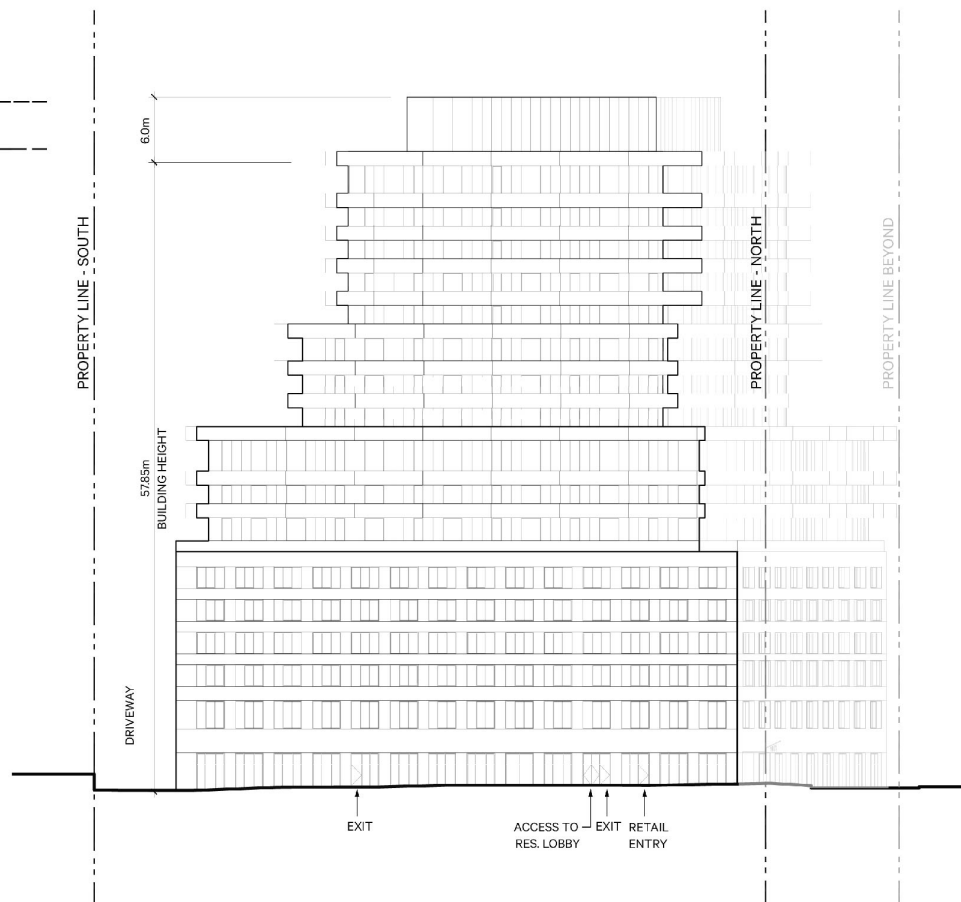 6.0m
PROPERTY LINE - SOUTH
PROPERTY LINE - NORTH
PROPERTY LINE BEYOND
57.85m
BUILDING HEIGHT
DRIVEWAY
EXIT
ACCESS TO
RES. LOBBY
EXIT
RETAIL
ENTRY